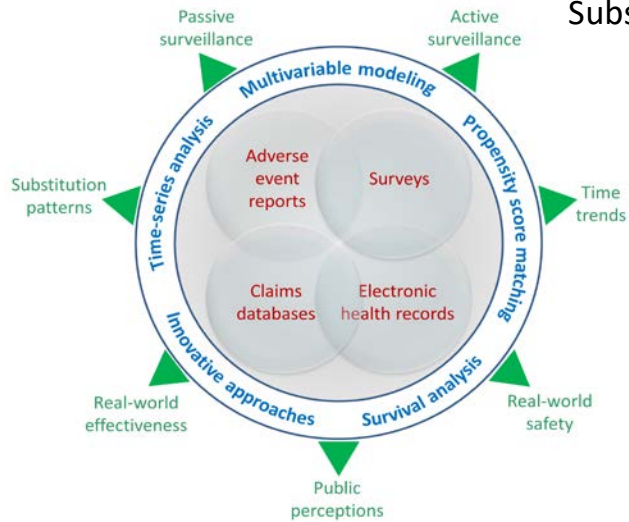 Subs
Passive
surveillance
Active
surveillance
Multivariable modeling
Time-series analysis
Propensity score matching
Adverse
event
reports
Surveys
Substitution
patterns
Time
trends
Claims
databases
Electronic
health records
Innovative approaches
Survival analysis
Real-world
effectiveness
Real-world
safety
Public
perceptions